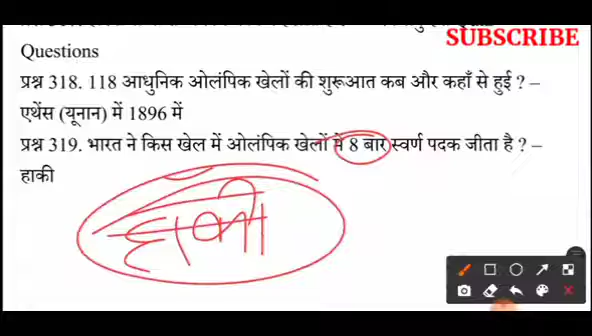 SUBSCRIBE
Questions
प्रश्न 318. 118 आधुनिक ओलंपिक खेलों की शुरूआत कब और कहाँ से हुई ? –
एथेंस (यूनान) में 1896 में
प्रश्न 319. भारत ने किस खेल में ओलंपिक खेलों में 8 बार स्वर्ण पदक जीता है ? –
हाकी
हाकी